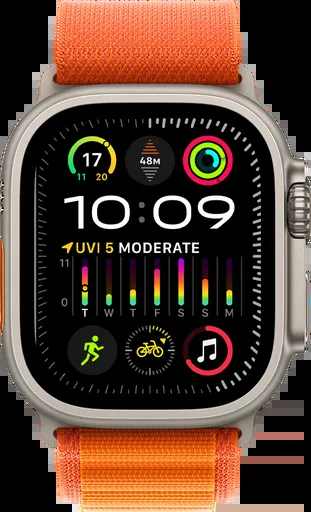 17
11 20
48M
10:09
UVI 5 MODERATE
11
0
T W T F S S M